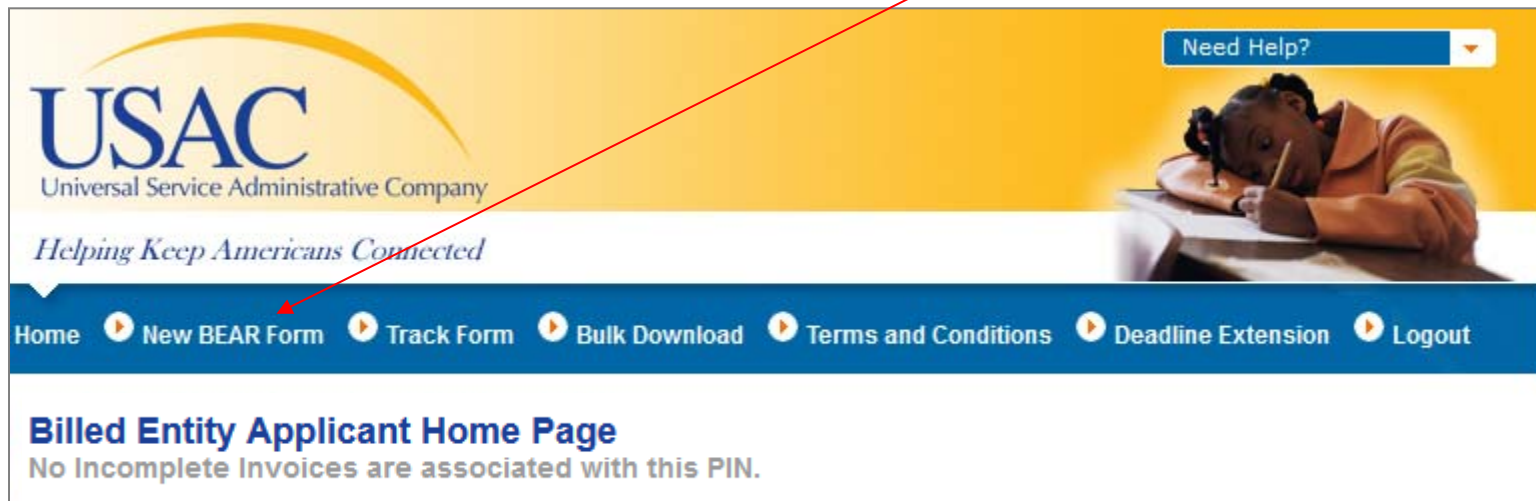 Need Help?
USAC
Universal Service Administrative Company
Helping Keep Americans Connected
Home New BEAR Form Track Form Bulk Download Terms and Conditions Deadline Extension Logout
Billed Entity Applicant Home Page
No Incomplete Invoices are associated with this PIN.